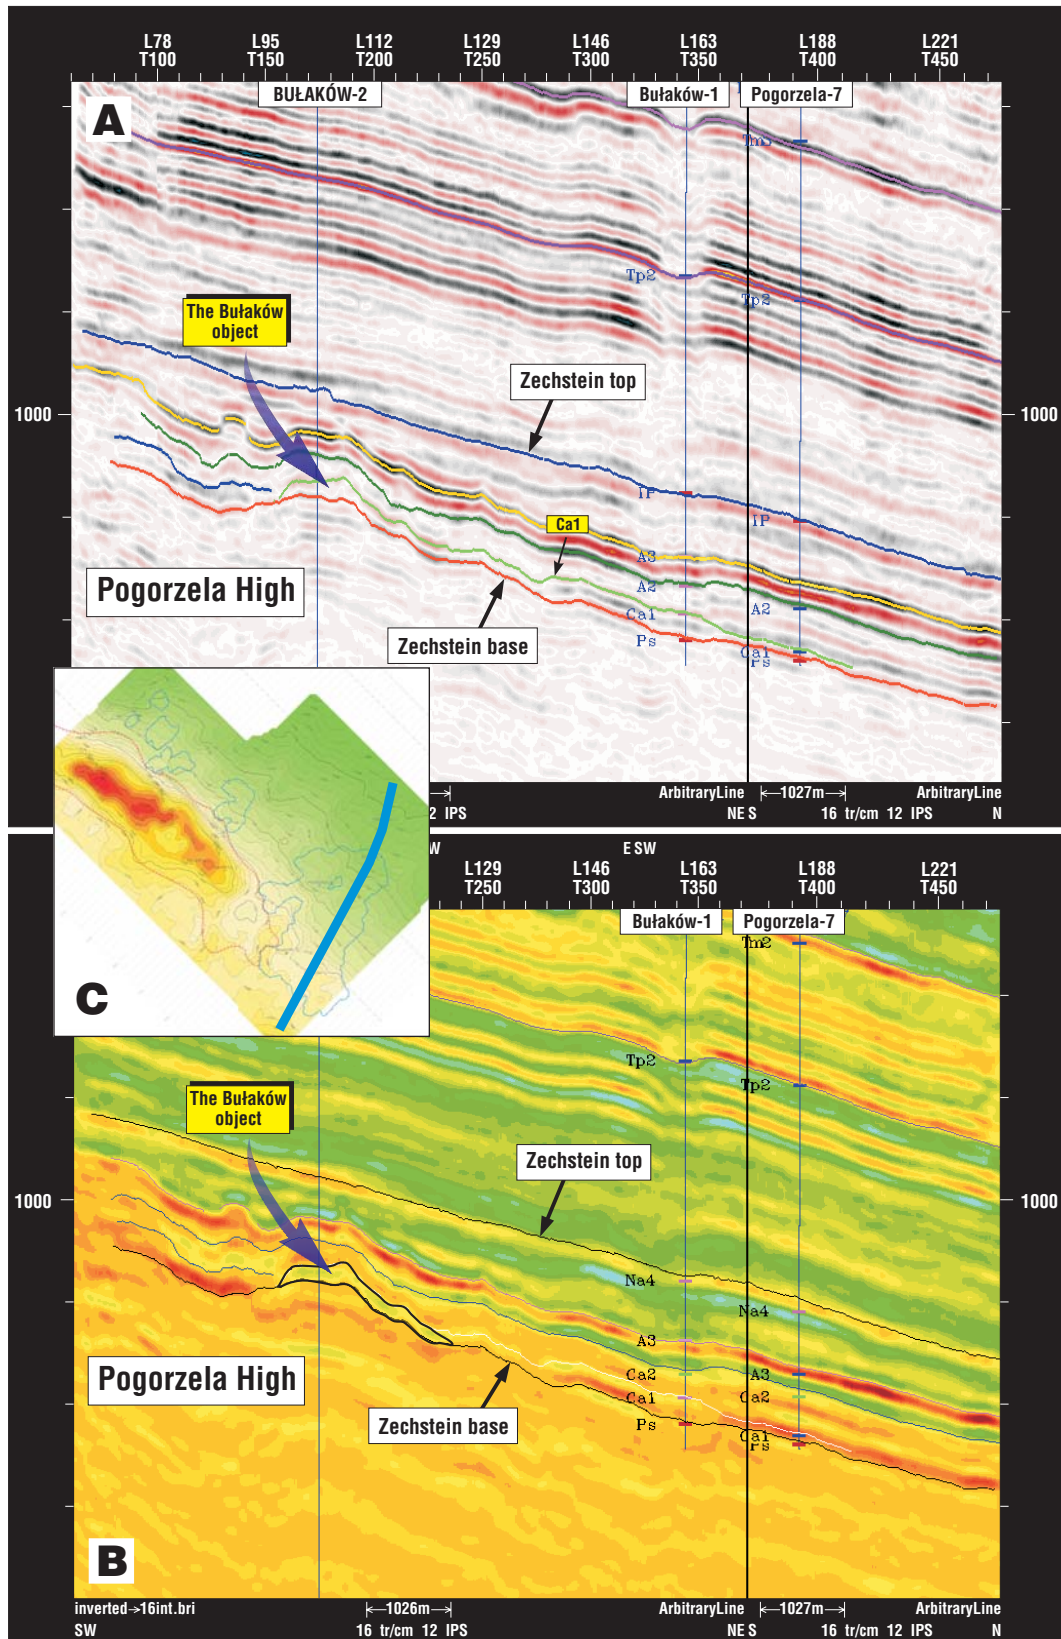 L78 L95 L112 L129 L146 L163 L188 L221
T100 T150 T200 T250 T300 T350 T400 T450
BUŁAKÓW-2 Bułaków-1 Pogorzela-7
A
Tm3
Tp2
Tp2
The Bułaków
object
Zechstein top
1000 1000
IP
IP
Ca1
A3
A2
A2
Pogorzela High
Ca1
Zechstein base
Ps
Ca1
Ps
1027m
ArbitraryLine ArbitraryLine
2 IPS NE S 16 tr/cm 12 IPS N
C
W E SW
L129 L146 L163 L188 L221
T250 T300 T350 T400 T450
Bułaków-1 Pogorzela-7
Tm2
Tp2
Tp2
The Bułaków
object
Zechstein top
1000 1000
Na4
Na4
A3
Pogorzela High
Ca2
A3
Ca1
Ca2
Zechstein base
Ps
Ca1
Ps
B
inverted→16int.bri 1026m ArbitraryLine 1027m ArbitraryLine
SW 16 tr/cm 12 IPS NE S 16 tr/cm 12 IPS N